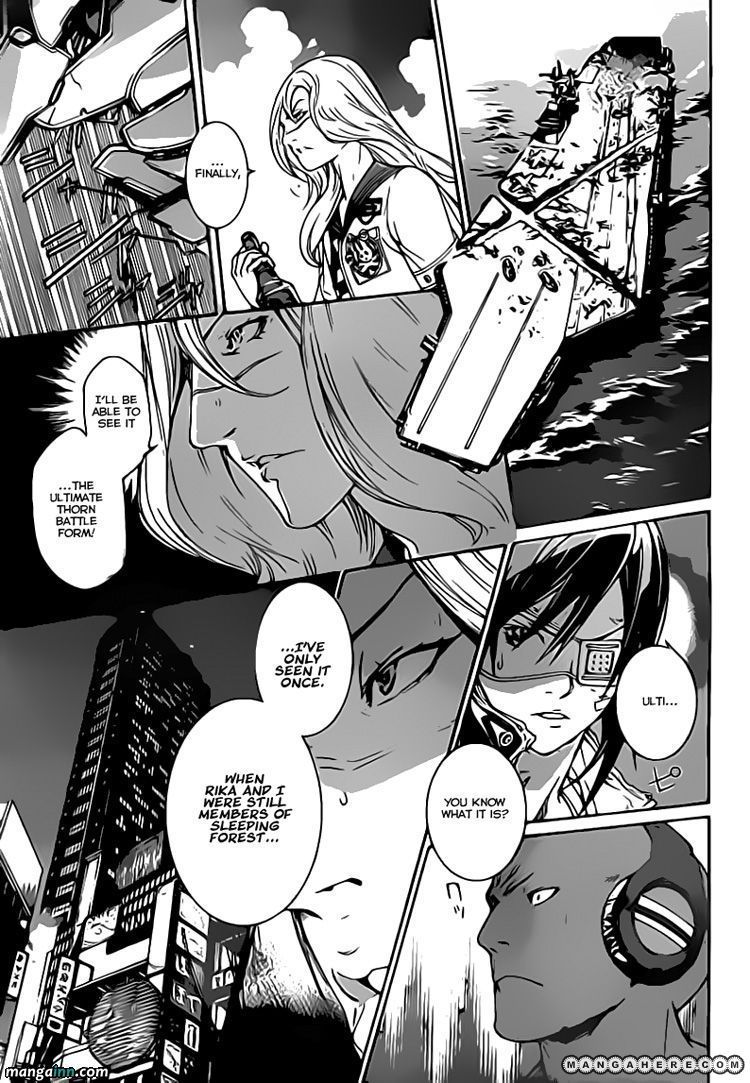 ...
FINALLY,
I'LL BE
ABLE TO
SEE IT
...THE
ULTIMATE
THORN
BATTLE
FORM!
ULTI...
YOU KNOW
WHAT IT IS?
...I'VE
ONLY
SEEN IT
ONCE.
WHEN
RIKA AND I
WERE STILL
MEMBERS OF
SLEEPING
FOREST...
mangainn.com
MANGAHERE.COM